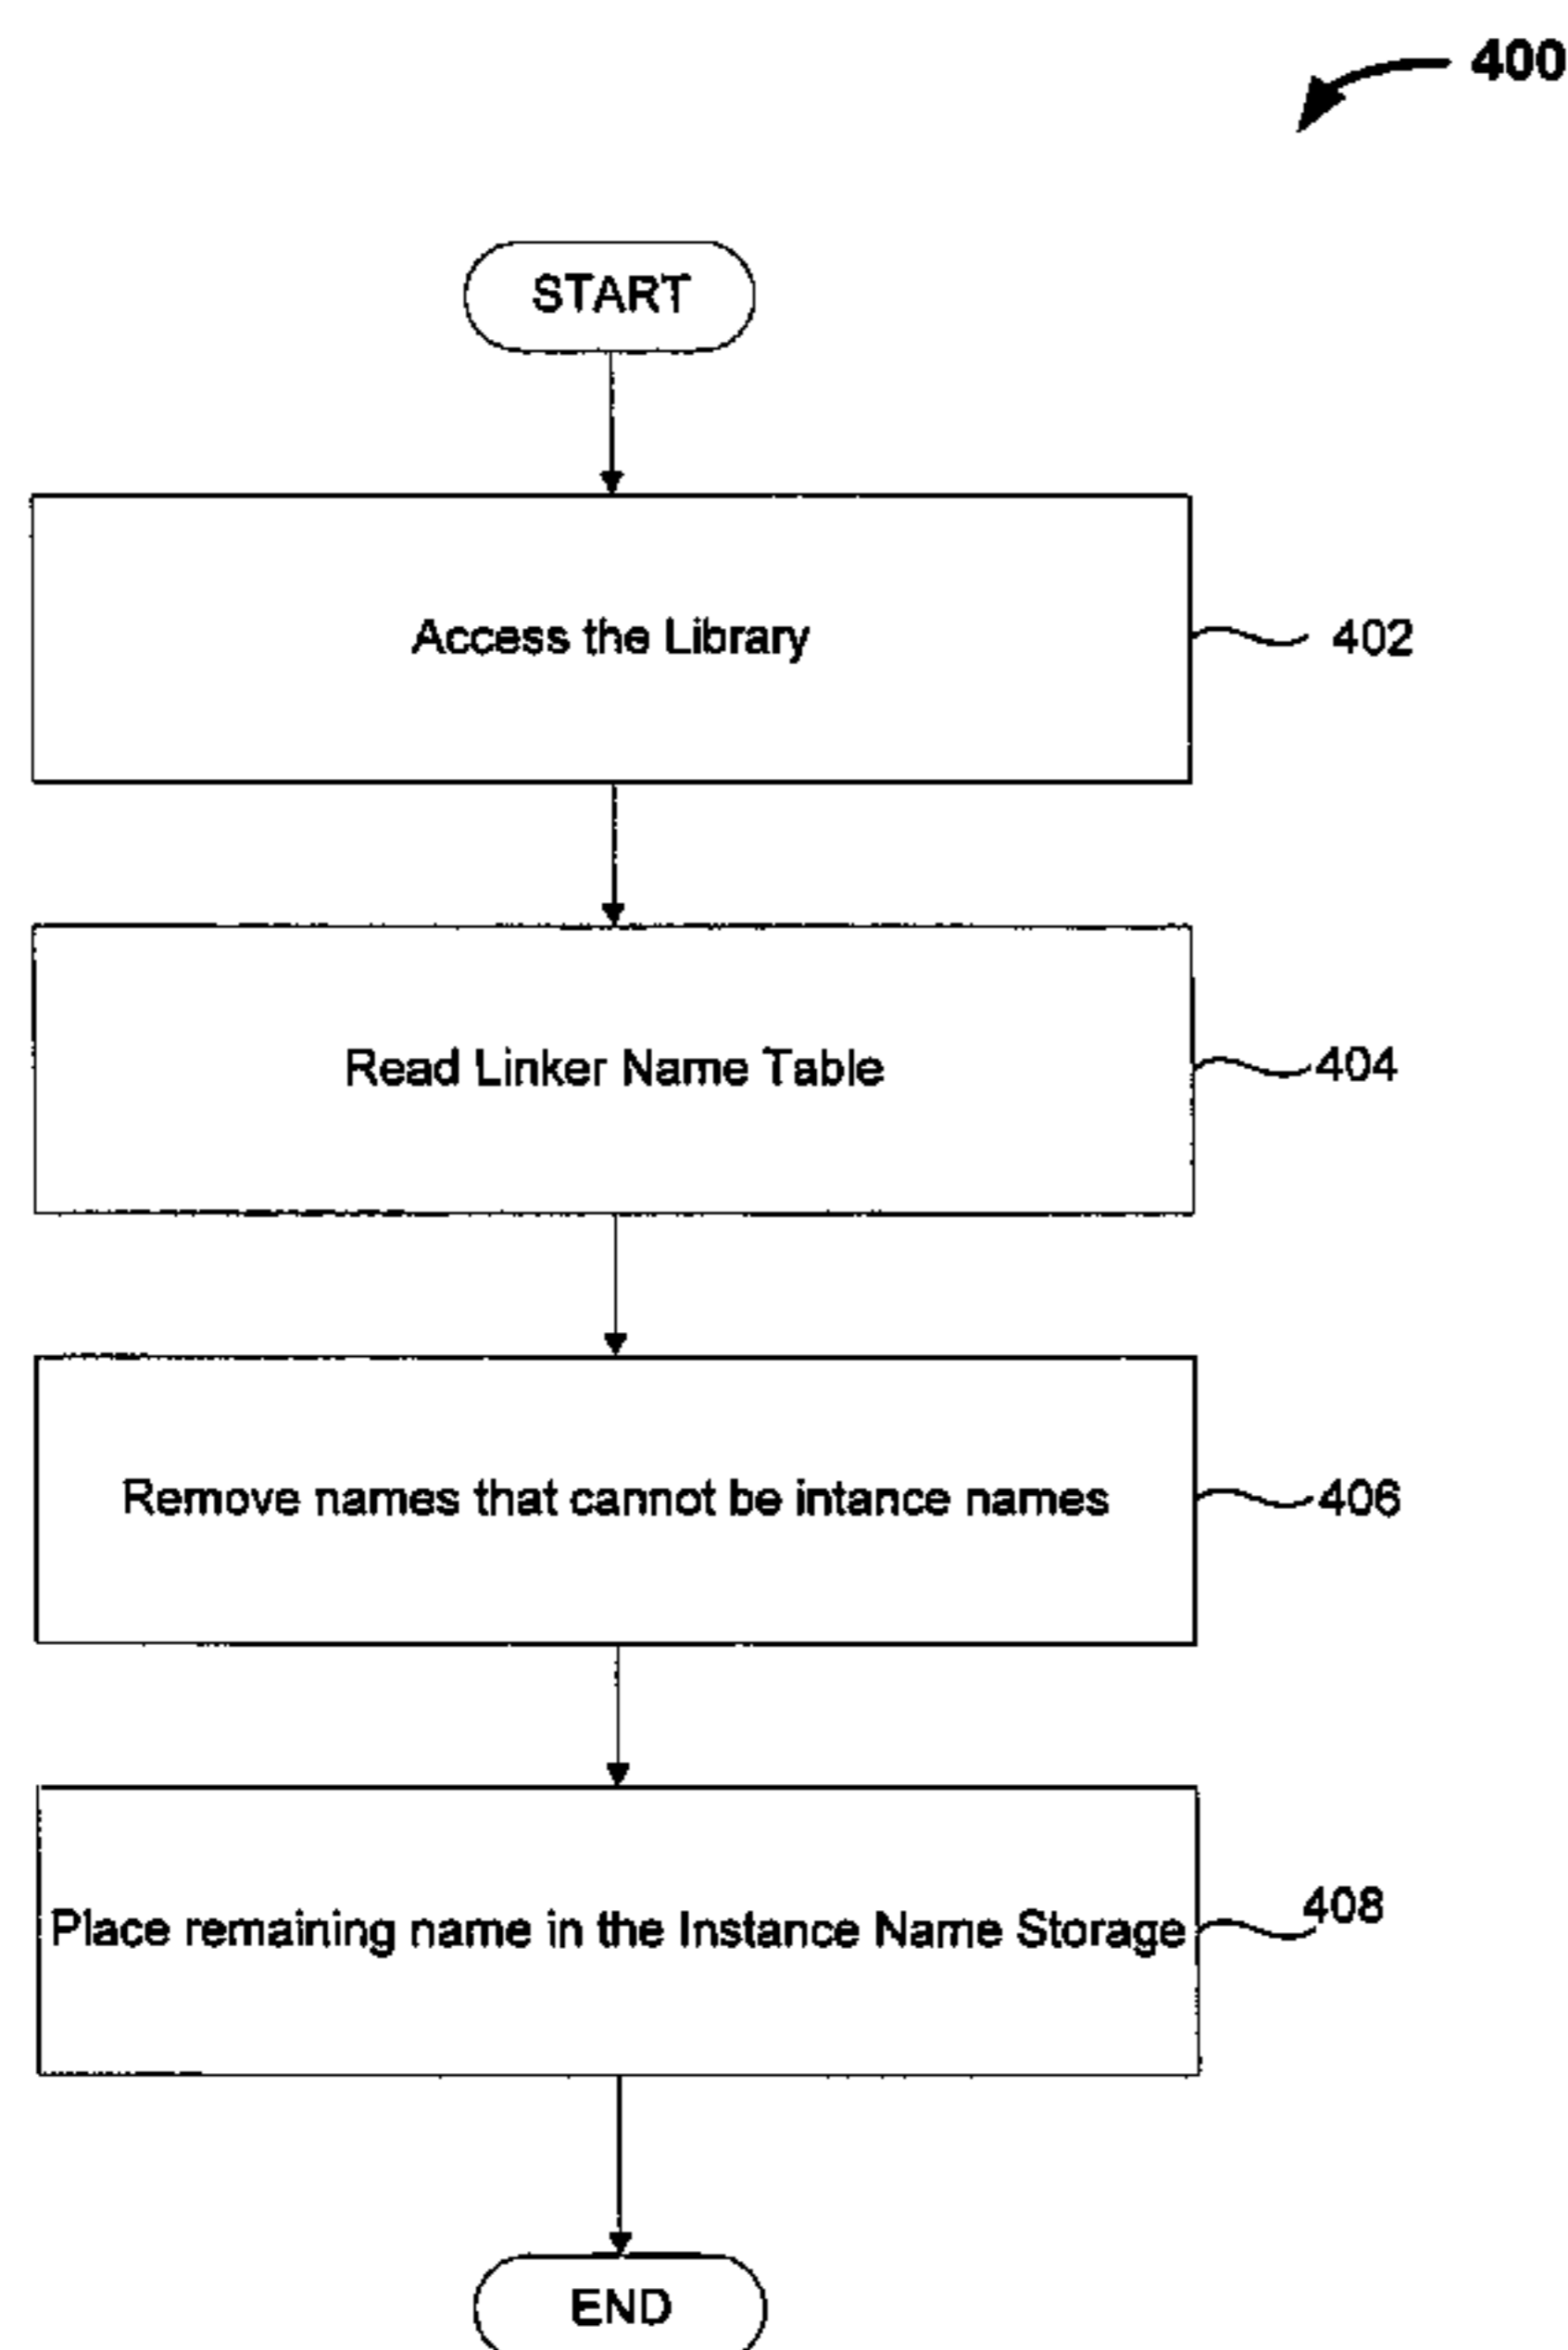 400
START
Access the Library
402
Read Linker Name Table
404
Remove names that cannot be intance names
406
Place remaining name in the Instance Name Storage
408
END